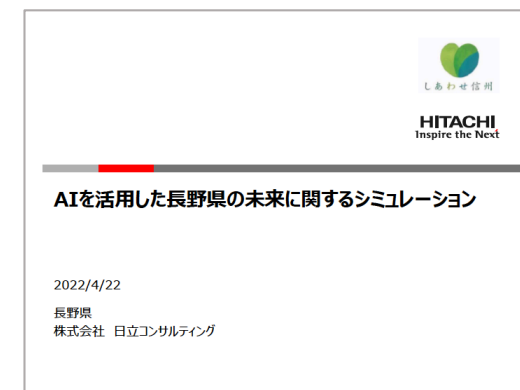 しあわせ信州
HITACHI
Inspire the Next
AIを活用した長野県の未来に関するシミュレーション
2022/4/22
長野県
株式会社 日立コンサルティング